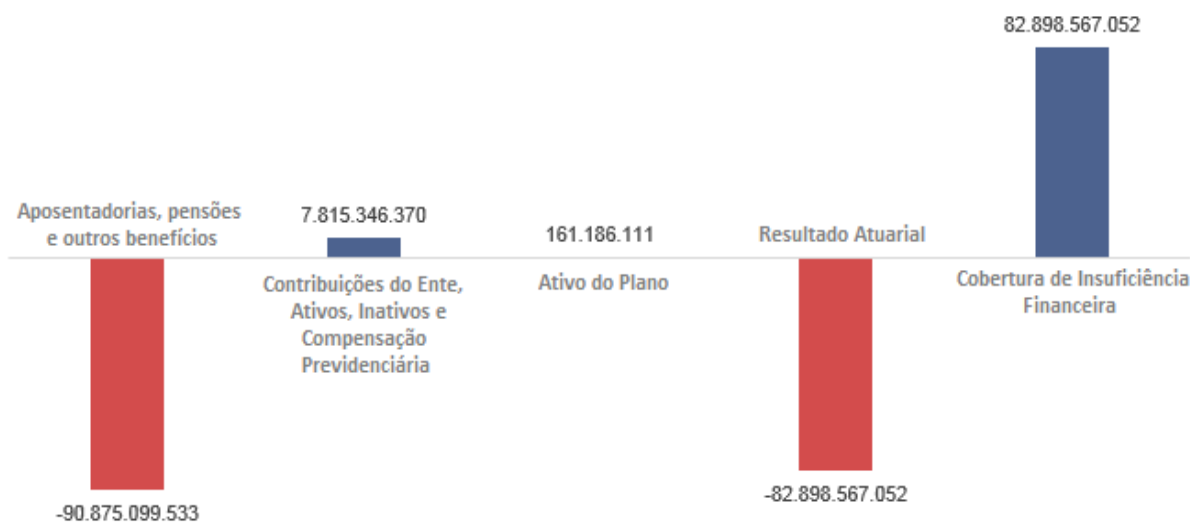 82.898.567.052
Aposentadorias, pensões
e outros benefícios
7.815.346.370
161.186.111
Resultado Atuarial
Contribuições do Ente,
Ativos, Inativos e
Compensação
Previdenciária
Ativo do Plano
Cobertura de Insuficiência
Financeira
-90.875.099.533
-82.898.567.052